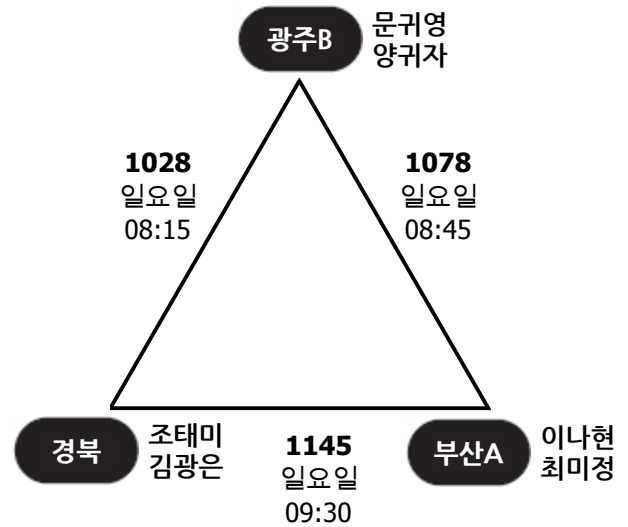 광주B
문귀영
양귀자
1028
일요일
08:15
1078
일요일
08:45
경북
조태미
김광은
1145
일요일
09:30
부산A
이나현
최미정